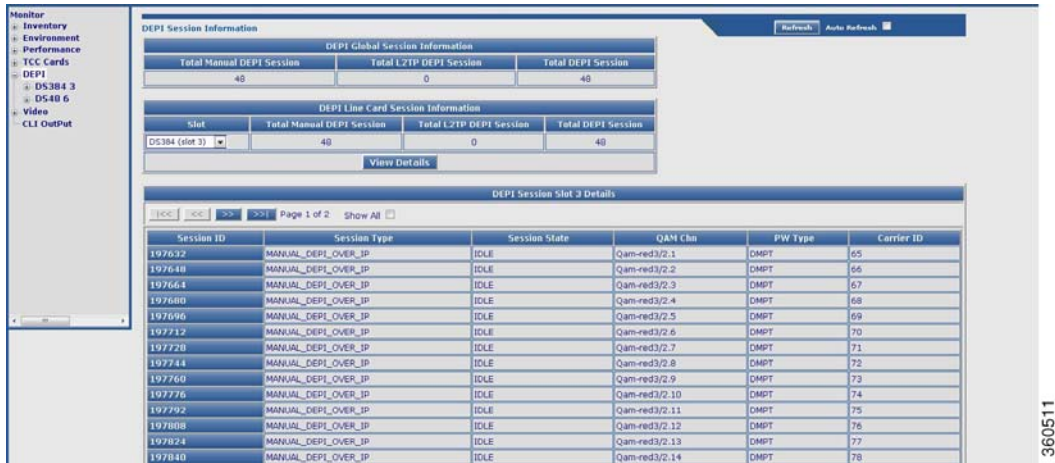 Monitor
Inventory
Environment
Performance
TCC Cards
DEPI
DS384 3
DS48 6
Video
CLI OutPut
DEPI Session Information
Refresh Auto Refresh
DEPI Global Session Information
Total Manual DEPI Session Total L2TP DEPI Session Total DEPI Session
48 0 48
DEPI Line Card Session Information
Slot Total Manual DEPI Session Total L2TP DEPI Session Total DEPI Session
DS384 (slot 3) 48 0 48
View Details
DEPI Session Slot 3 Details
|<< << >> >>| Page 1 of 2 Show All
Session ID Session Type Session State QAM Chn PW Type Carrier ID
197632 MANUAL_DEPI_OVER_IP IDLE Qam-red3/2.1 DMPT 65
197648 MANUAL_DEPI_OVER_IP IDLE Qam-red3/2.2 DMPT 66
197664 MANUAL_DEPI_OVER_IP IDLE Qam-red3/2.3 DMPT 67
197680 MANUAL_DEPI_OVER_IP IDLE Qam-red3/2.4 DMPT 68
197696 MANUAL_DEPI_OVER_IP IDLE Qam-red3/2.5 DMPT 69
197712 MANUAL_DEPI_OVER_IP IDLE Qam-red3/2.6 DMPT 70
197728 MANUAL_DEPI_OVER_IP IDLE Qam-red3/2.7 DMPT 71
197744 MANUAL_DEPI_OVER_IP IDLE Qam-red3/2.8 DMPT 72
197760 MANUAL_DEPI_OVER_IP IDLE Qam-red3/2.9 DMPT 73
197776 MANUAL_DEPI_OVER_IP IDLE Qam-red3/2.10 DMPT 74
197792 MANUAL_DEPI_OVER_IP IDLE Qam-red3/2.11 DMPT 75
197808 MANUAL_DEPI_OVER_IP IDLE Qam-red3/2.12 DMPT 76
197824 MANUAL_DEPI_OVER_IP IDLE Qam-red3/2.13 DMPT 77
197840 MANUAL_DEPI_OVER_IP IDLE Qam-red3/2.14 DMPT 78
360511